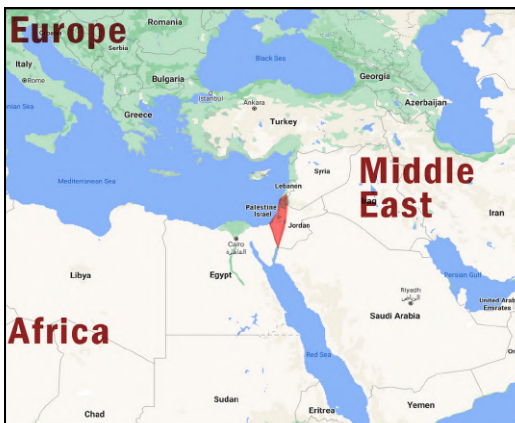 Europe
Romania
Croatia
Serbia
Italy
Rome
Bulgaria
Black Sea
Georgia
Istanbul
Ankara
Azerbaijan
Greece
Turkey
Middle
East
Syria
Lebanon
Mediterranean Sea
Iraq
Iran
Palestine
Israel
Jordan
Cairo
القاهرة
Libya
Egypt
Persian Gulf
Riyadh
الرياض
United Arab
Emirates
Saudi Arabia
Africa
Red Sea
Sudan
Chad
Eritrea
Yemen